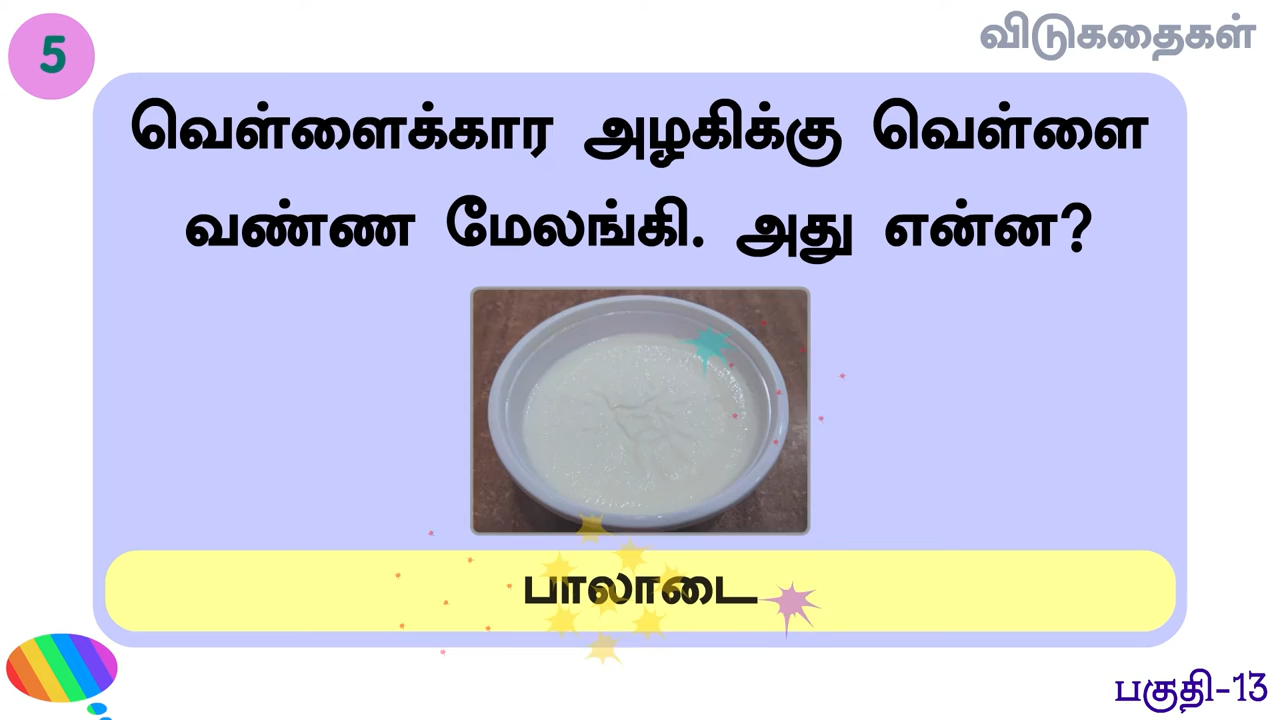 5
விடுகதைகள்
வெள்ளைக்கார அழகிக்கு வெள்ளை
வண்ண மேலங்கி. அது என்ன?
பாலாடை
பகுதி-13